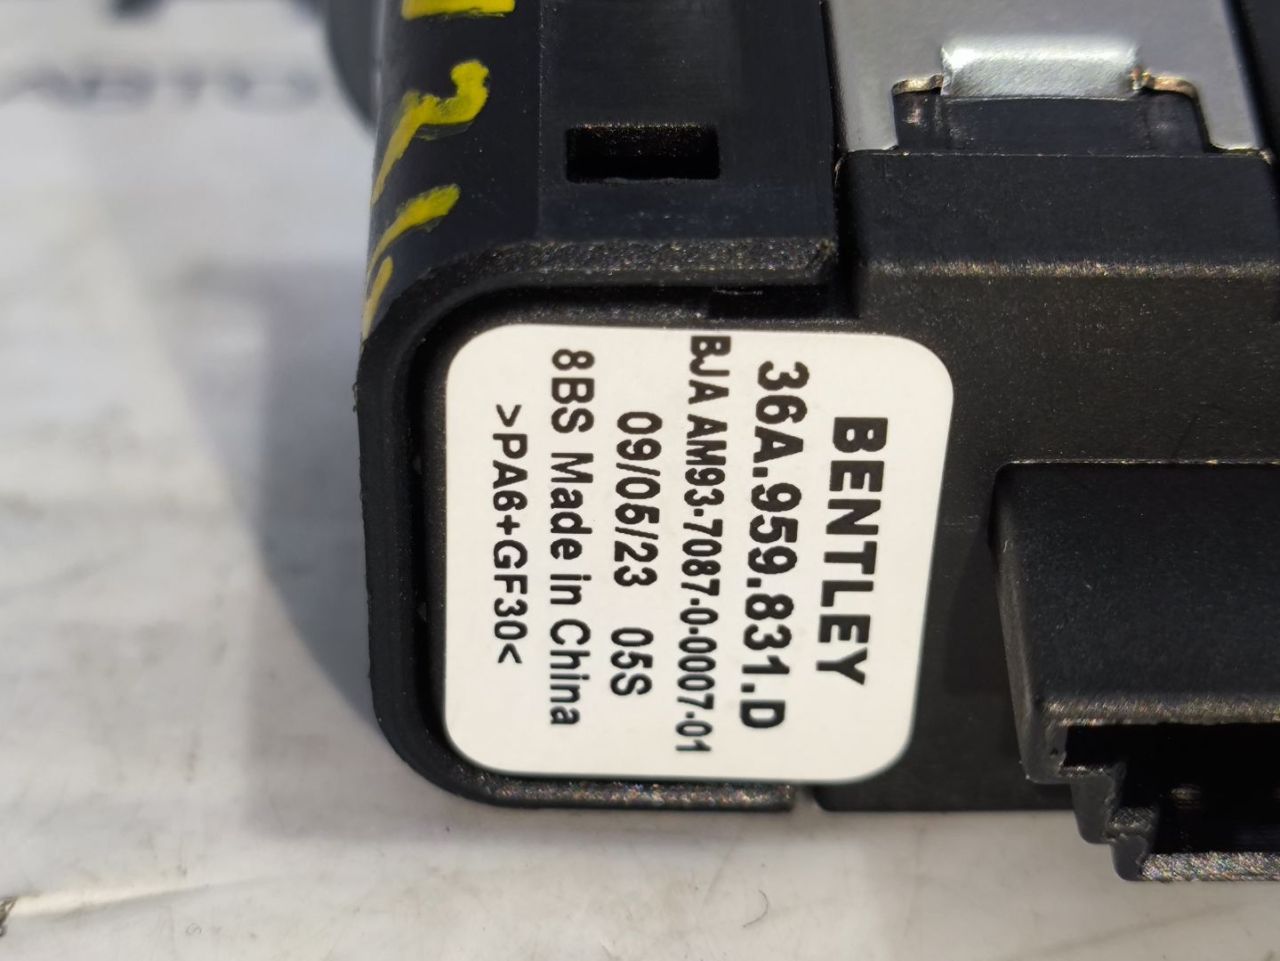 BENTLEY
36A.959.831.D
BJA AM93-7087-0-0007-01
09/05/23 05S
8BS Made in China
>PA6+GF30<